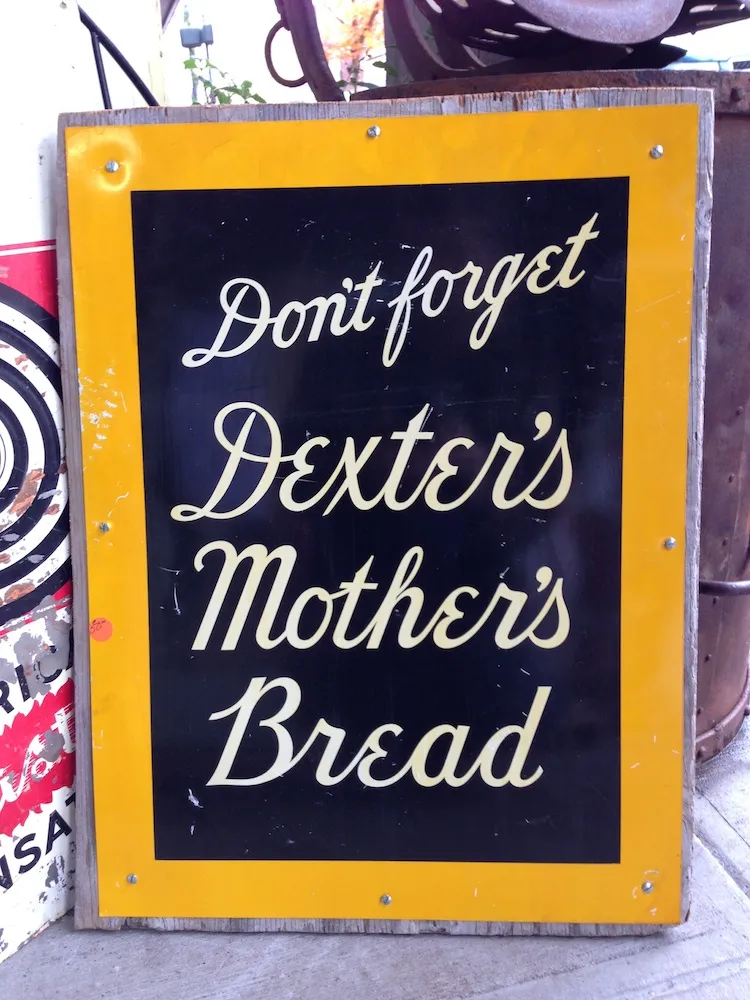 Don't forget
Dexter's
Mother's
Bread